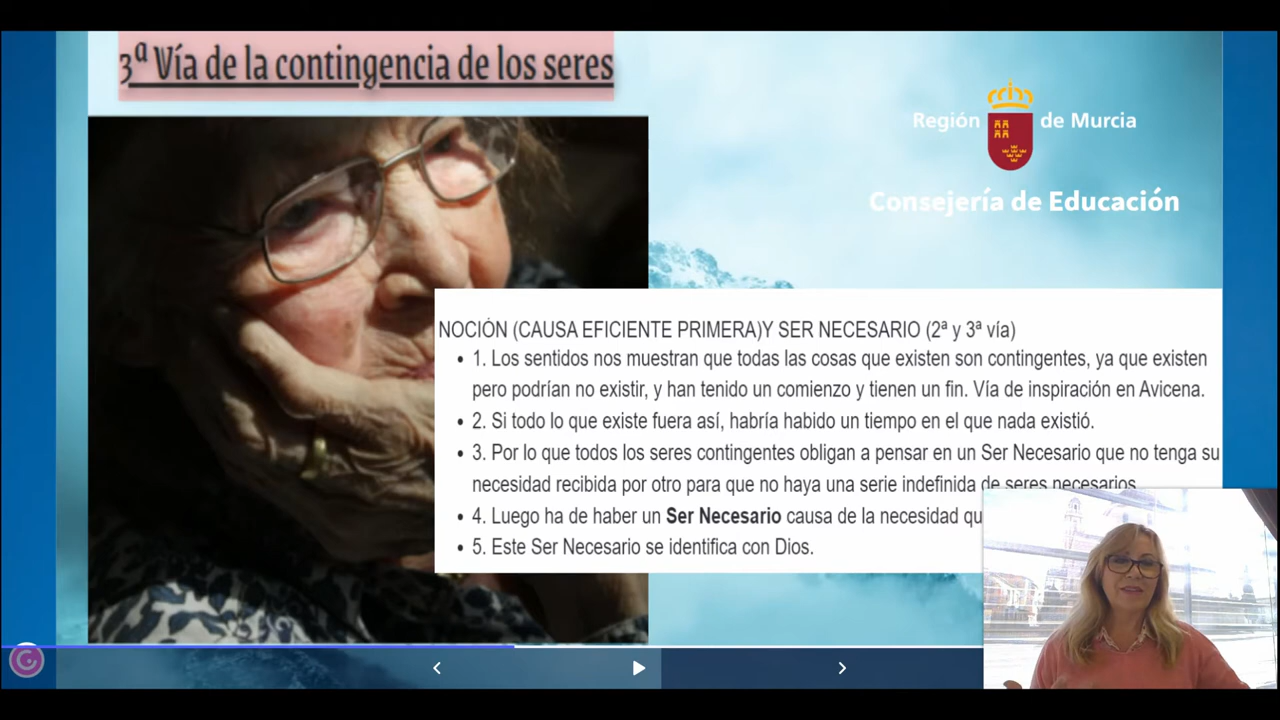 3ª Vía de la contingencia de los seres
Región de Murcia
Consejería de Educación
NOCIÓN (CAUSA EFICIENTE PRIMERA)Y SER NECESARIO (2ª y 3ª vía)
• 1. Los sentidos nos muestran que todas las cosas que existen son contingentes, ya que existen
pero podrían no existir, y han tenido un comienzo y tienen un fin. Vía de inspiración en Avicena.
• 2. Si todo lo que existe fuera así, habría habido un tiempo en el que nada existió.
• 3. Por lo que todos los seres contingentes obligan a pensar en un Ser Necesario que no tenga su
necesidad recibida por otro para que no haya una serie indefinida de seres necesarios
• 4. Luego ha de haber un Ser Necesario causa de la necesidad
• 5. Este Ser Necesario se identifica con Dios.